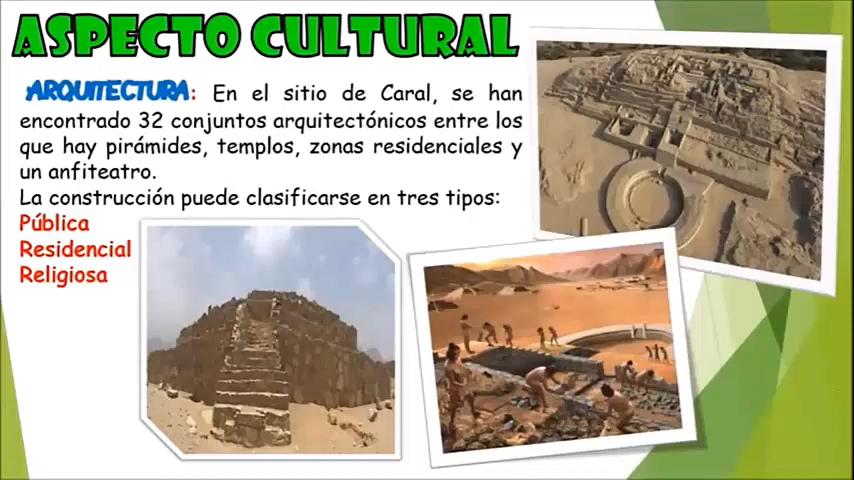 ASPECTO CULTURAL
ARQUITECTURA: En el sitio de Caral, se han
encontrado 32 conjuntos arquitectónicos entre los
que hay pirámides, templos, zonas residenciales y
un anfiteatro.
La construcción puede clasificarse en tres tipos:
Pública
Residencial
Religiosa